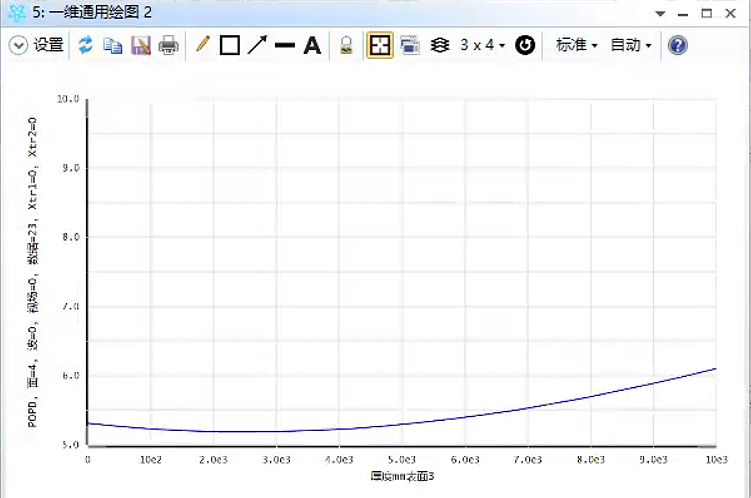 5: 一维通用绘图 2
设置
A
3 x 4
标准
自动
?
10.0
9.0
8.0
7.0
6.0
5.0
POPD, 面=4, 波=0, 视场=0, 数据=23, Xtr1=0, Xtr2=0
0 10e2 2.0e3 3.0e3 4.0e3 5.0e3 6.0e3 7.0e3 8.0e3 9.0e3 10e3
厚度mm表面3